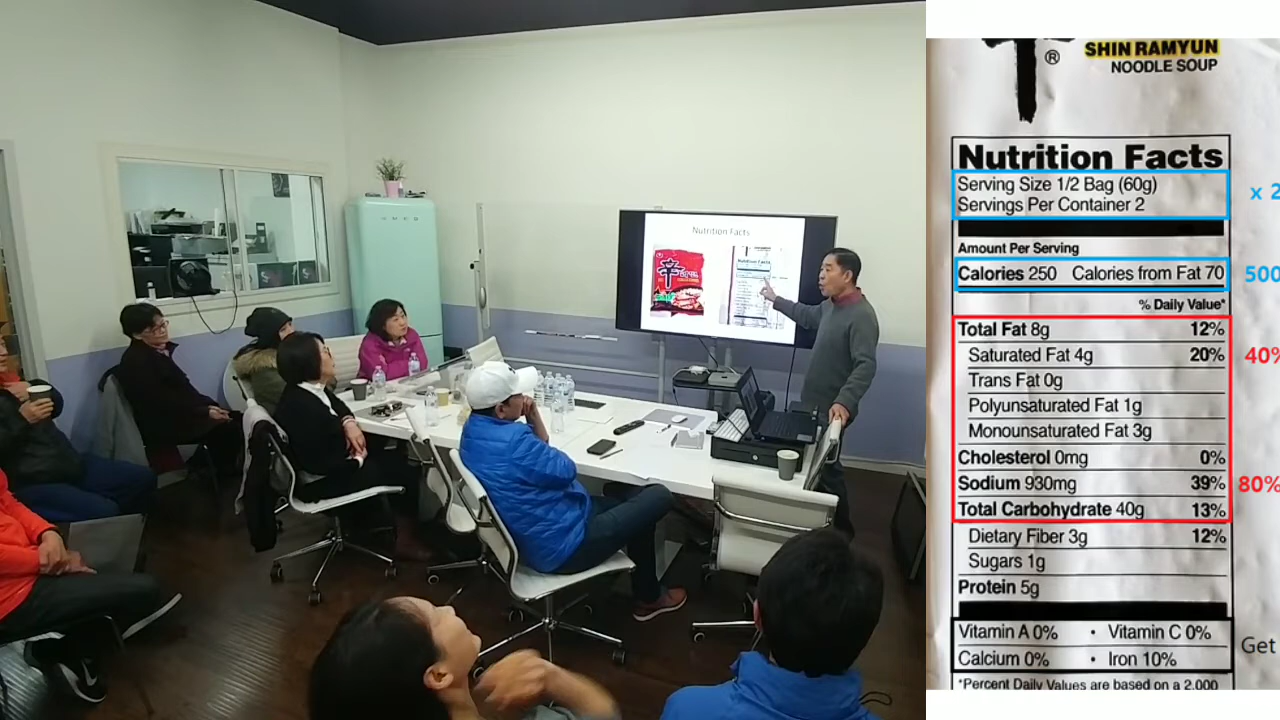 SMEG
Nutrition Facts
辛
辛®
SHIN RAMYUN
NOODLE SOUP
Nutrition Facts
Serving Size 1/2 Bag (60g)
Servings Per Container 2
x 2
Amount Per Serving
Calories 250 Calories from Fat 70
500
% Daily Value*
Total Fat 8g 12%
Saturated Fat 4g 20%
40%
Trans Fat 0g
Polyunsaturated Fat 1g
Monounsaturated Fat 3g
Cholesterol 0mg 0%
Sodium 930mg 39%
80%
Total Carbohydrate 40g 13%
Dietary Fiber 3g 12%
Sugars 1g
Protein 5g
Vitamin A 0% • Vitamin C 0%
Get
Calcium 0% • Iron 10%
*Percent Daily Values are based on a 2,000